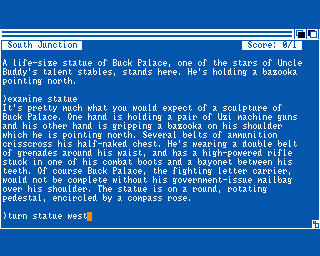 South Junction Score: 0/1
A life-size statue of Buck Palace, one of the stars of Uncle
Buddy's talent stables, stands here. He's holding a bazooka
pointing north.
>examine statue
It's pretty much what you would expect of a sculpture of
Buck Palace. One hand is holding a pair of Uzi machine guns
and his other hand is gripping a bazooka on his shoulder
which he is pointing north. Several belts of ammunition
crisscross his half-naked chest. He's wearing a double belt
of grenades around his waist, and has a high-powered rifle
stuck in one of his combat boots and a bayonet between his
teeth. Of course Buck Palace, the fighting letter carrier,
would not be complete without his government-issue mailbag
over his shoulder. The statue is on a round, rotating
pedestal, encircled by a compass rose.
>turn statue west